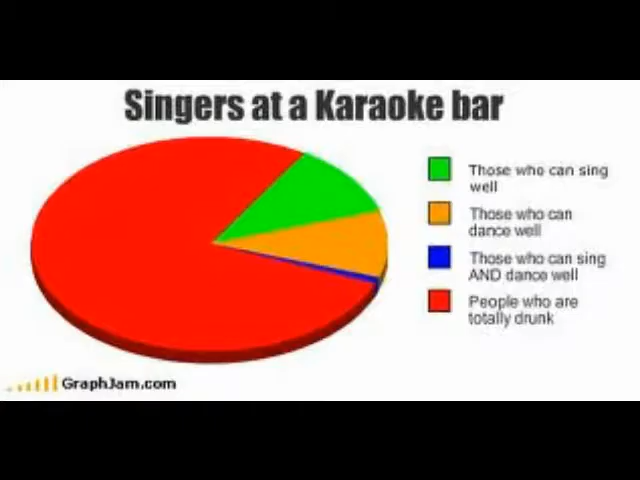 Singers at a Karaoke bar
Those who can sing
well
Those who can
dance well
Those who can sing
AND dance well
People who are
totally drunk
GraphJam.com